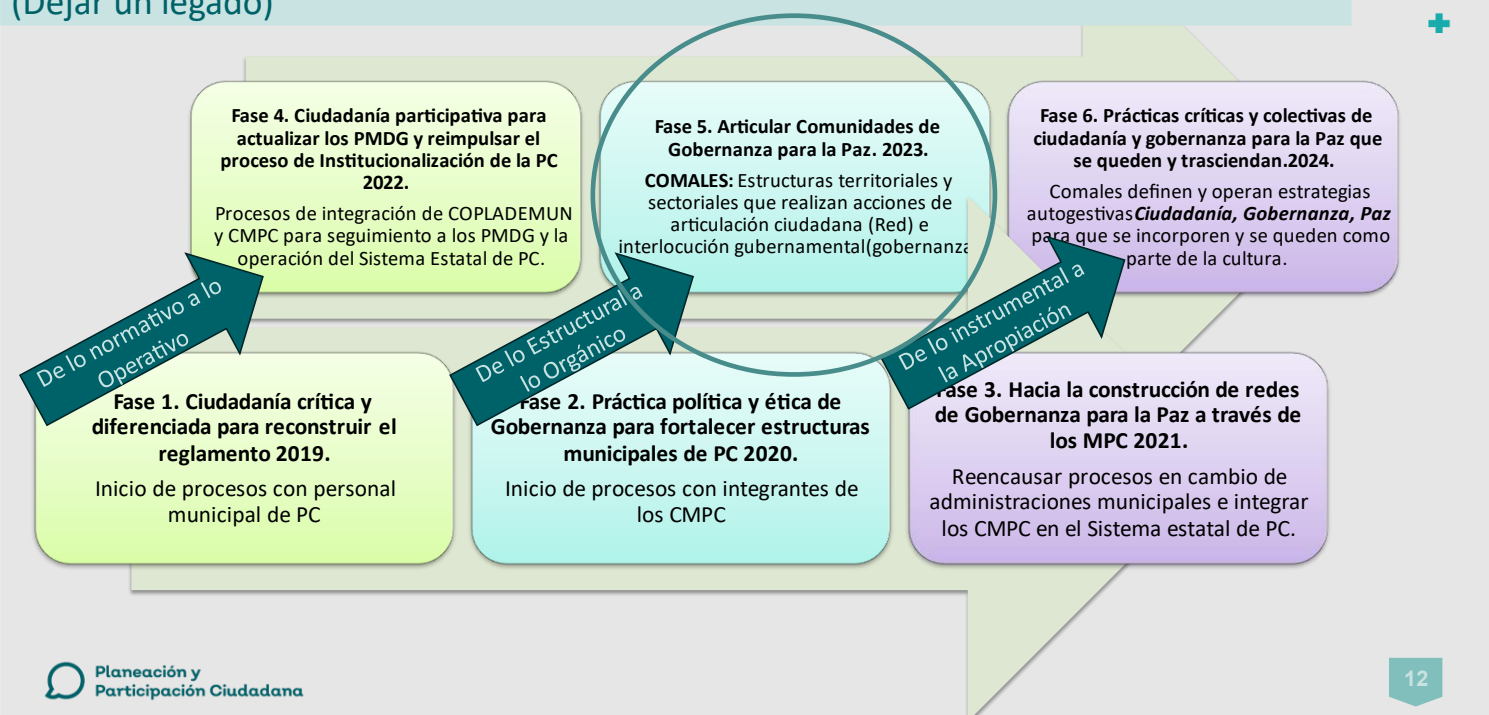 (Dejar un legado)
Fase 4. Ciudadanía participativa para
actualizar los PMDG y reimpulsar el
proceso de Institucionalización de la PC
2022.
Procesos de integración de COPLADEMUN
y CMPC para seguimiento a los PMDG y la
operación del Sistema Estatal de PC.
Fase 5. Articular Comunidades de
Gobernanza para la Paz. 2023.
COMALES: Estructuras territoriales y
sectoriales que realizan acciones de
articulación ciudadana (Red) e
interlocución gubernamental(gobernanza
Fase 6. Prácticas críticas y colectivas de
ciudadanía y gobernanza para la Paz que
se queden y trasciendan.2024.
Comales definen y operan estrategias
autogestivasCiudadanía, Gobernanza, Paz
para que se incorporen y se queden como
parte de la cultura.
De lo normativo a lo
Operativo
De lo Estructural a
lo Orgánico
De lo instrumental a
la Apropiación
Fase 1. Ciudadanía crítica y
diferenciada para reconstruir el
reglamento 2019.
Inicio de procesos con personal
municipal de PC
Fase 2. Práctica política y ética de
Gobernanza para fortalecer estructuras
municipales de PC 2020.
Inicio de procesos con integrantes de
los CMPC
Fase 3. Hacia la construcción de redes
de Gobernanza para la Paz a través de
los MPC 2021.
Reencausar procesos en cambio de
administraciones municipales e integrar
los CMPC en el Sistema estatal de PC.
Planeación y
Participación Ciudadana
12